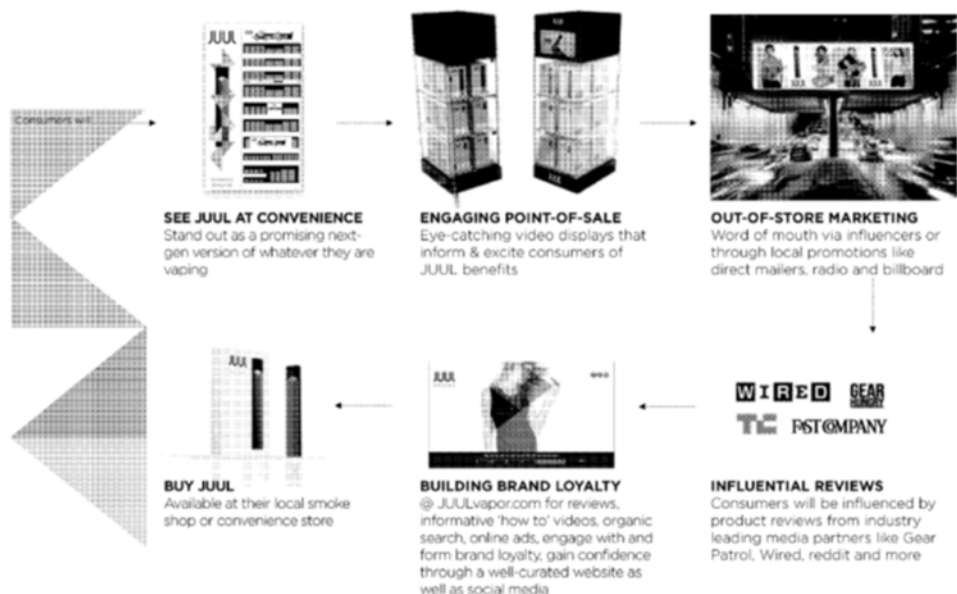 Consumers will
JUUL
JUUL
SEE JUUL AT CONVENIENCE
Stand out as a promising next-
gen version of whatever they are
vaping
ENGAGING POINT-OF-SALE
Eye-catching video displays that
inform & excite consumers of
JUUL benefits
OUT-OF-STORE MARKETING
Word of mouth via influencers or
through local promotions like
direct mailers, radio and billboard
JUUL
BUY JUUL
Available at their local smoke
shop or convenience store
JUUL
BUILDING BRAND LOYALTY
@ JUULvapor.com for reviews,
informative 'how to' videos, organic
search, online ads, engage with and
form brand loyalty, gain confidence
through a well-curated website as
well as social media
WIRED
GEAR
HUNGRY
TC
FAST COMPANY
INFLUENTIAL REVIEWS
Consumers will be influenced by
product reviews from industry
leading media partners like Gear
Patrol, Wired, reddit and more